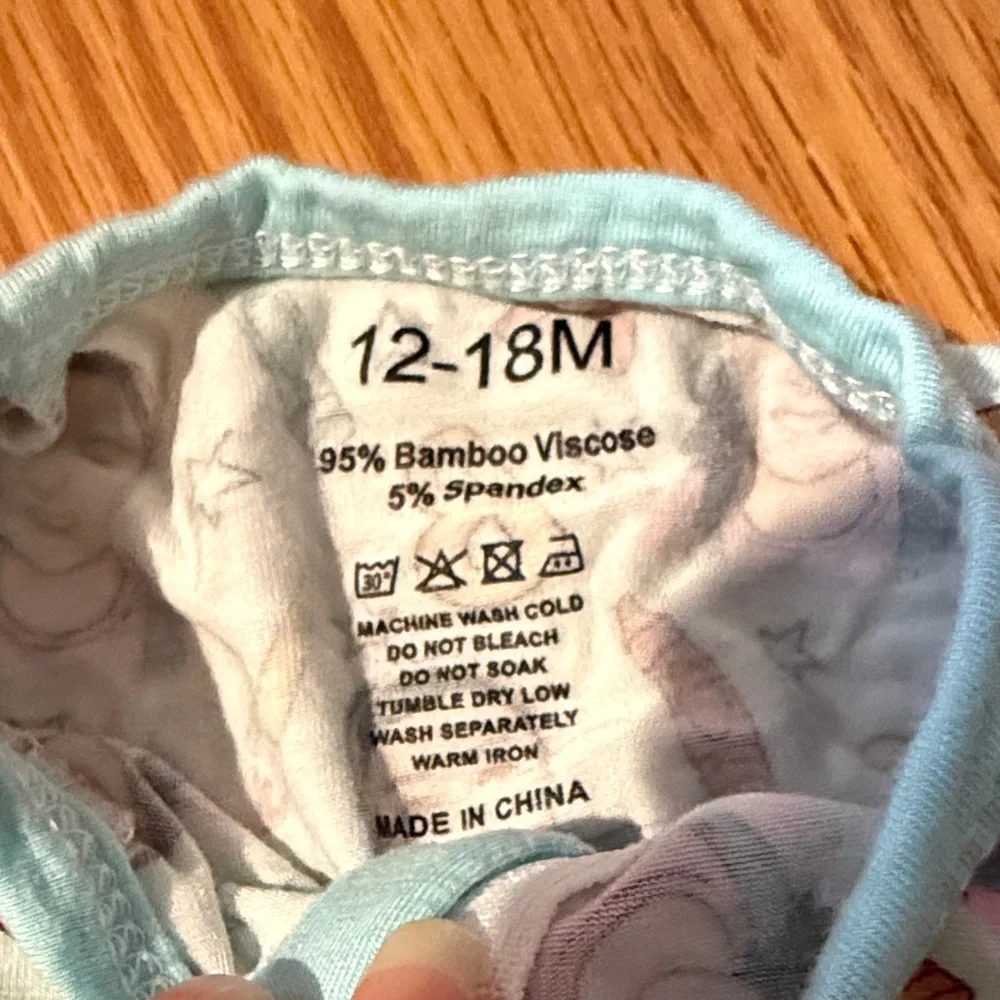 12-18M
95% Bamboo Viscose
5% Spandex
30°
MACHINE WASH COLD
DO NOT BLEACH
DO NOT SOAK
TUMBLE DRY LOW
WASH SEPARATELY
WARM IRON
MADE IN CHINA